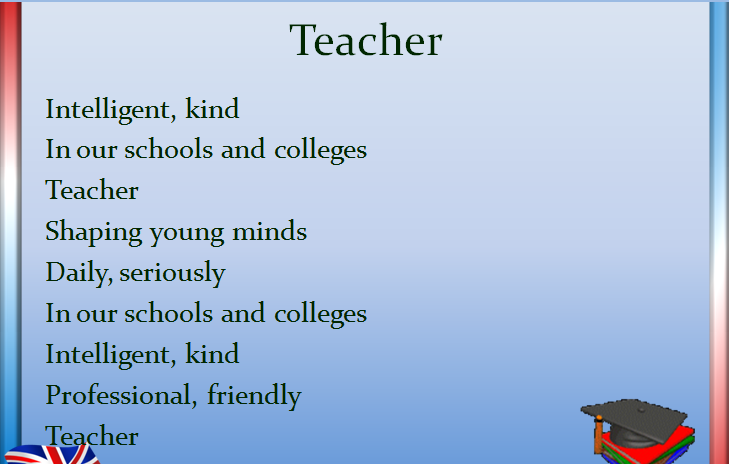 Teacher
Intelligent, kind
In our schools and colleges
Teacher
Shaping young minds
Daily, seriously
In our schools and colleges
Intelligent, kind
Professional, friendly
Teacher